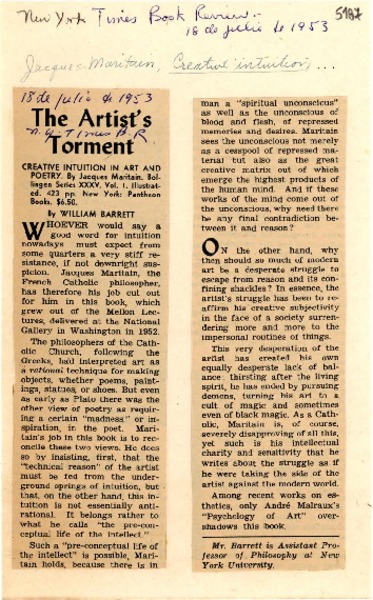 New York Times Book Review -
18 de julio de 1953
5187
Jacques Maritain, Creative intuition, ...
18 de julio de 1953
The Artist's
N.Y. Times B.R
Torment
CREATIVE INTUITION IN ART AND
POETRY. By Jacques Maritain. Bol-
lingen Series XXXV, Vol. 1. Illustrat-
ed. 423 pp. New York: Pantheon
Books. $6.50.
By WILLIAM BARRETT
WHOEVER would say a
good word for intuition
nowadays must expect from
some quarters a very stiff re-
sistance, if not downright sus-
picion. Jacques Maritain, the
French Catholic philosopher,
has therefore his job cut out
for him in this book, which
grew out of the Mellon Lec-
tures, delivered at the National
Gallery in Washington in 1952.
The philosophers of the Cath-
olic Church, following the
Greeks, had interpreted art as
a rational technique for making
objects, whether poems, paint-
ings, statues, or shoes. But even
as early as Plato there was the
other view of poetry as requir-
ing a certain "madness" or in-
spiration, in the poet. Mari-
tain's job in this book is to rec-
oncile these two views. He does
so by insisting, first, that the
"technical reason" of the artist
must be fed from the under-
ground springs of intuition, but
that, on the other hand, this in-
tuition is not essentially anti-
rational. It belongs rather to
what he calls "the pre-con-
ceptual life of the intellect."
Such a "pre-conceptual life of
the intellect" is possible, Mari-
tain holds, because there is in
man a "spiritual unconscious"
as well as the unconscious of
blood and flesh, of repressed
memories and desires. Maritain
sees the unconscious not merely
as a cesspool of repressed ma-
terial but also as the great
creative matrix out of which
emerge the highest products of
the human mind. And if these
works of the mind come out of
the unconscious, why need there
be any final contradiction be-
tween it and reason?
ON the other hand, why
then should so much of modern
art be a desperate struggle to
escape from reason and its con-
fining shackles? In essence, the
artist's struggle has been to re-
affirm his creative subjectivity
in the face of a society surren-
dering more and more to the
impersonal routines of things.
This very desperation of the
artist has created his own
equally desperate lack of bal-
ance. thirsting after the living
spirit, he has ended by pursuing
demons, turning his art to a
cult of magic and sometimes
even of black magic. As a Cath-
olic, Maritain is, of course,
severely disapproving of all this,
yet such is his intellectual
charity and sensitivity that he
writes about the struggle as if
he were taking the side of the
artist against the modern world.
Among recent works on es-
thetics, only André Malraux's
"Psychology of Art" over-
shadows this book.
Mr. Barrett is Assistant Pro-
fessor of Philosophy at New
York University.